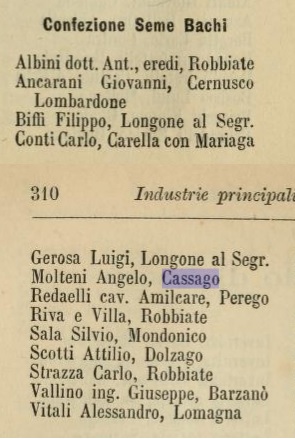 Confezione Seme Bachi
Albini dott. Ant., eredi, Robbiate
Ancarani Giovanni, Cernusco
Lombardone
Biffi Filippo, Longone al Segr.
Conti Carlo, Carella con Mariaga
310 Industrie principali
Gerosa Luigi, Longone al Segr.
Molteni Angelo, Cassago
Redaelli cav. Amilcare, Perego
Riva e Villa, Robbiate
Sala Silvio, Mondonico
Scotti Attilio, Dolzago
Strazza Carlo, Robbiate
Vallino ing. Giuseppe, Barzanò
Vitali Alessandro, Lomagna